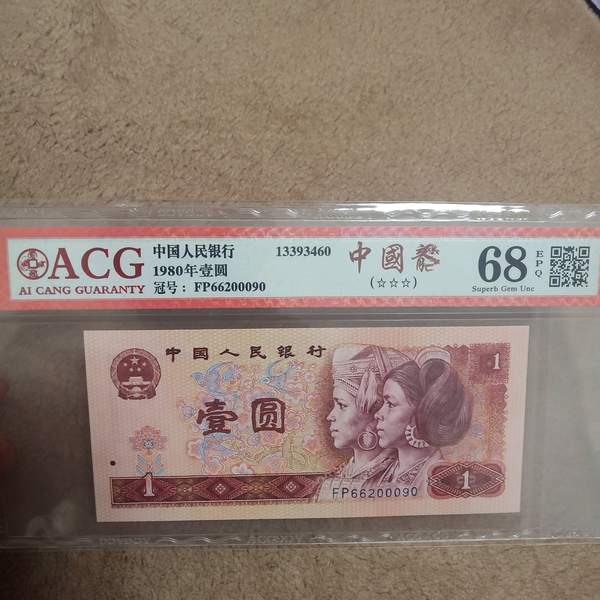 ACG
AI CANG GUARANTY
中国人民银行 13393460
1980年壹圆
冠号：FP66200090
中國龍
(☆☆☆)
68 EPQ
Superb Gem Unc
中国人民银行
壹圆
1
1
FP66200090
1